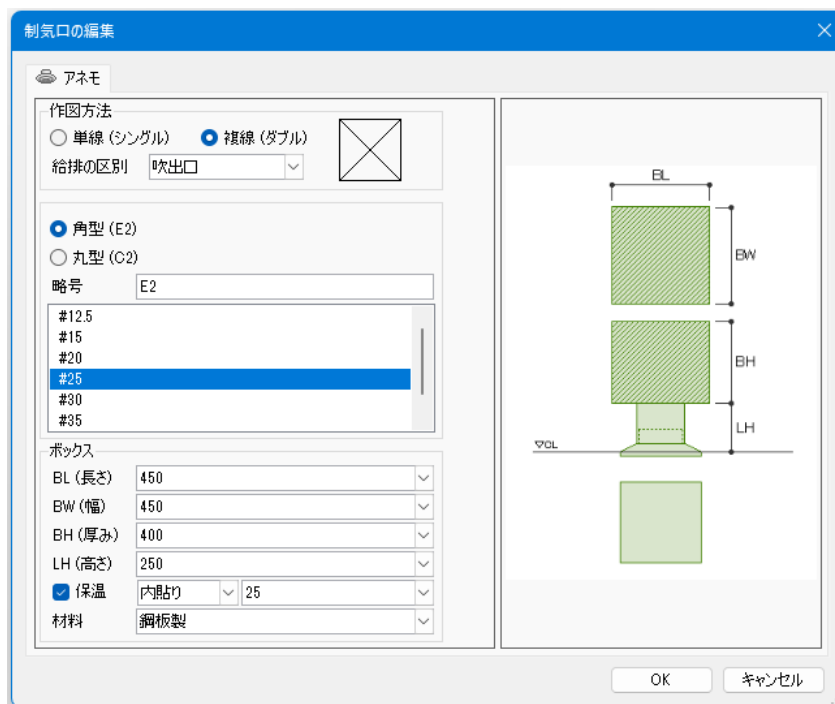 制気口の編集
アネモ
作図方法
単線 (シングル) 複線 (ダブル)
給排の区別 吹出口
角型 (E2)
丸型 (C2)
略号 E2
#12.5
#15
#20
#25
#30
#35
ボックス
BL (長さ) 450
BW (幅) 450
BH (厚み) 400
LH (高さ) 250
保温 内貼り 25
材料 鋼板製
BL
BW
BH
LH
▽CL
OK キャンセル